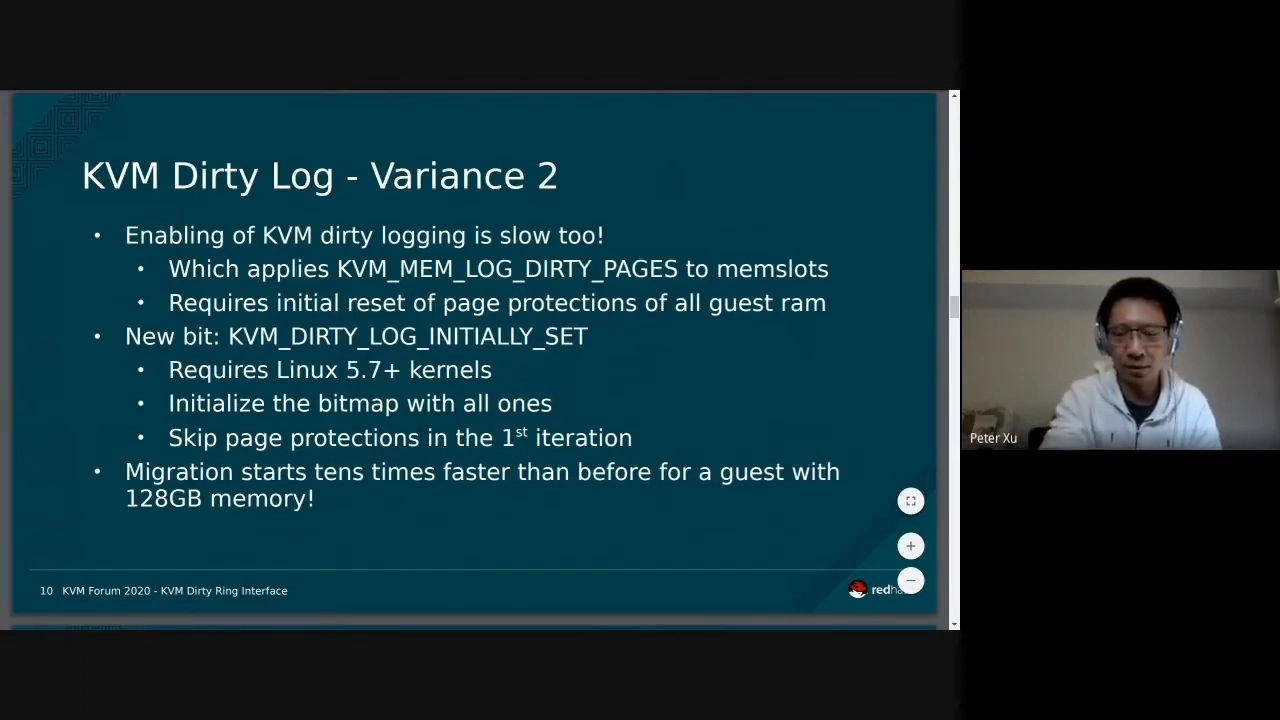 KVM Dirty Log - Variance 2
• Enabling of KVM dirty logging is slow too!
• Which applies KVM_MEM_LOG_DIRTY_PAGES to memslots
• Requires initial reset of page protections of all guest ram
• New bit: KVM_DIRTY_LOG_INITIALLY_SET
• Requires Linux 5.7+ kernels
• Initialize the bitmap with all ones
• Skip page protections in the 1st iteration
• Migration starts tens times faster than before for a guest with
128GB memory!
10 KVM Forum 2020 - KVM Dirty Ring Interface
redha
Peter Xu